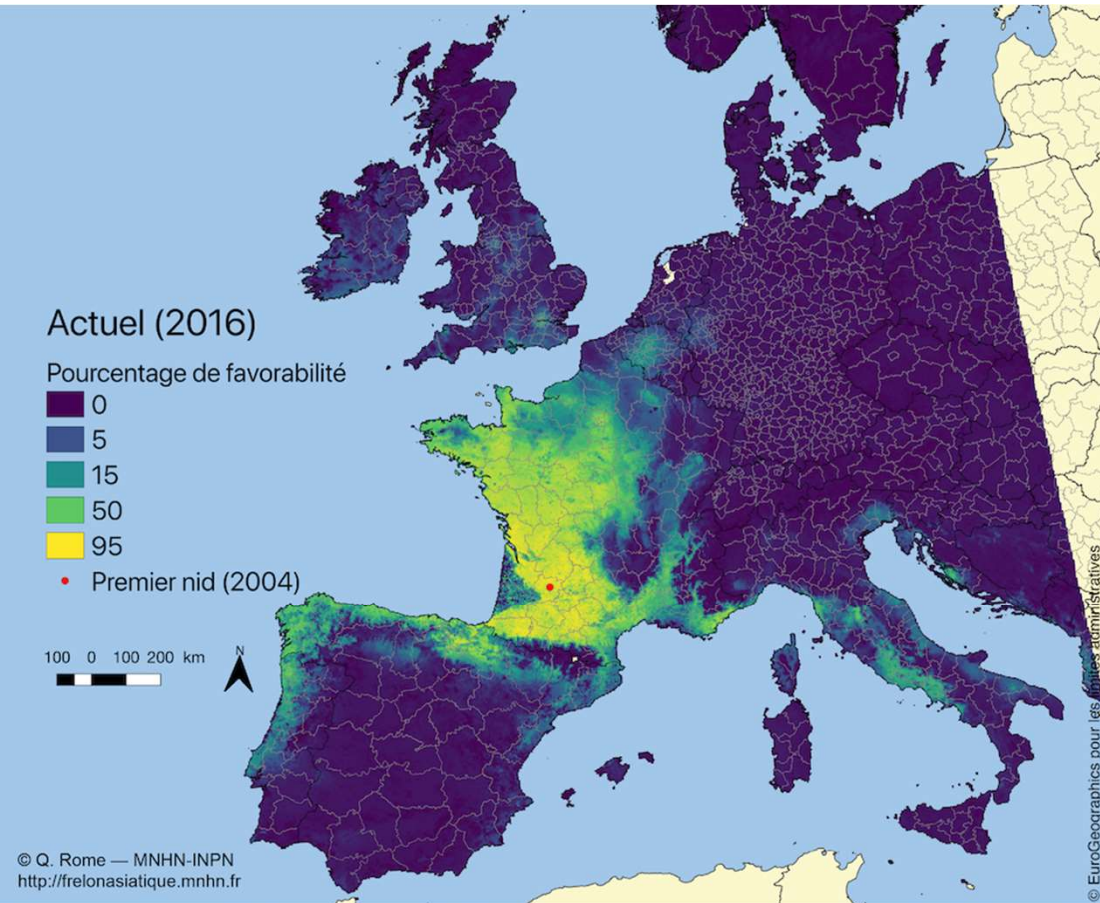 Actuel (2016)
Pourcentage de favorabilité
0
5
15
50
95
Premier nid (2004)
100 0 100 200 km
N
© Q. Rome — MNHN-INPN
http://frelonasiatique.mnhn.fr
© EuroGeographics pour les limites administratives